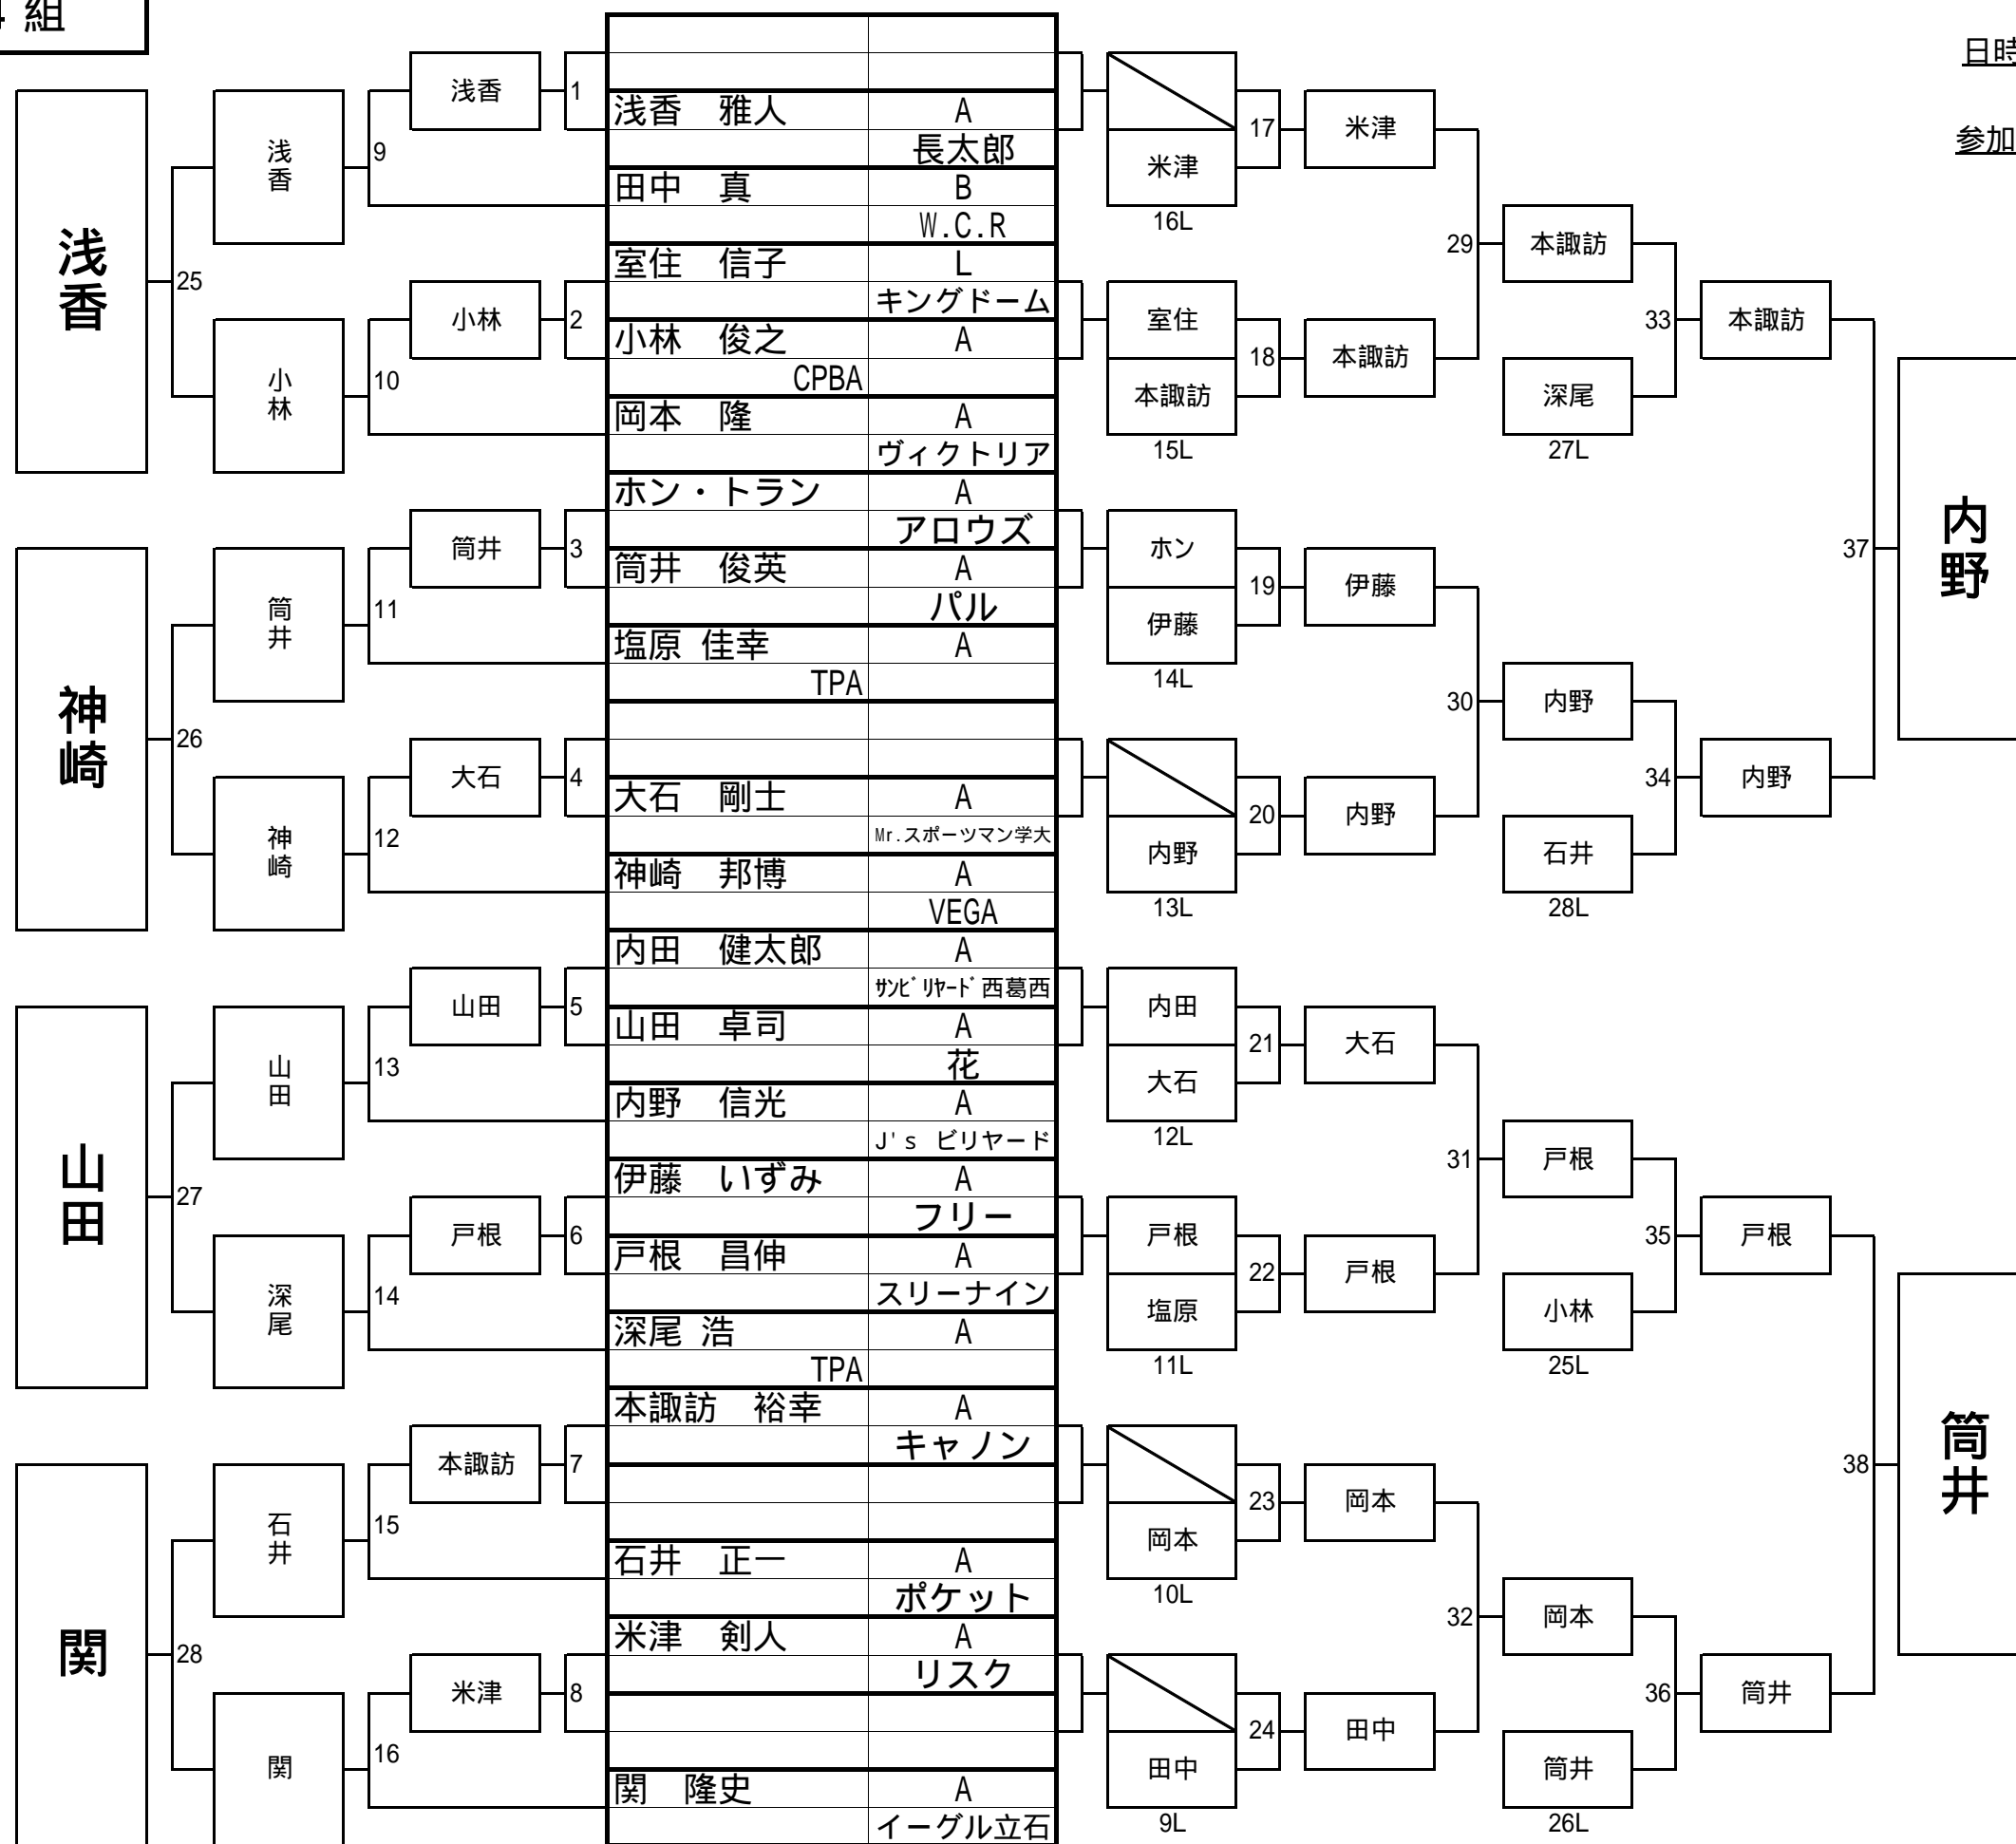 組
日時
参加
浅香
神崎
山田
関
25
26
27
28
浅香
小林
筒井
神崎
山田
深尾
石井
関
9
10
11
12
13
14
15
16
浅香
小林
筒井
大石
山田
戸根
本諏訪
米津
1
2
3
4
5
6
7
8
浅香 雅人 A
長太郎
田中 真 B
W.C.R
室住 信子 L
キングドーム
小林 俊之 A
CPBA
岡本 隆 A
ヴィクトリア
ホン・トラン A
アロウズ
筒井 俊英 A
パル
塩原 佳幸 A
TPA
大石 剛士 A
Mr.スポーツマン学大
神崎 邦博 A
VEGA
内田 健太郎 A
サンビリヤード西葛西
山田 卓司 A
花
内野 信光 A
J's ビリヤード
伊藤 いずみ A
フリー
戸根 昌伸 A
スリーナイン
深尾 浩 A
TPA
本諏訪 裕幸 A
キャノン
石井 正一 A
ポケット
米津 剣人 A
リスク
関 隆史 A
イーグル立石
米津
16L
室住
本諏訪
15L
ホン
伊藤
14L
内野
13L
内田
大石
12L
戸根
塩原
11L
岡本
10L
田中
9L
17
18
19
20
21
22
23
24
米津
本諏訪
伊藤
内野
大石
戸根
岡本
田中
29
30
31
32
本諏訪
深尾
27L
内野
石井
28L
戸根
小林
25L
岡本
筒井
26L
33
34
35
36
本諏訪
内野
戸根
筒井
37
38
内野
筒井